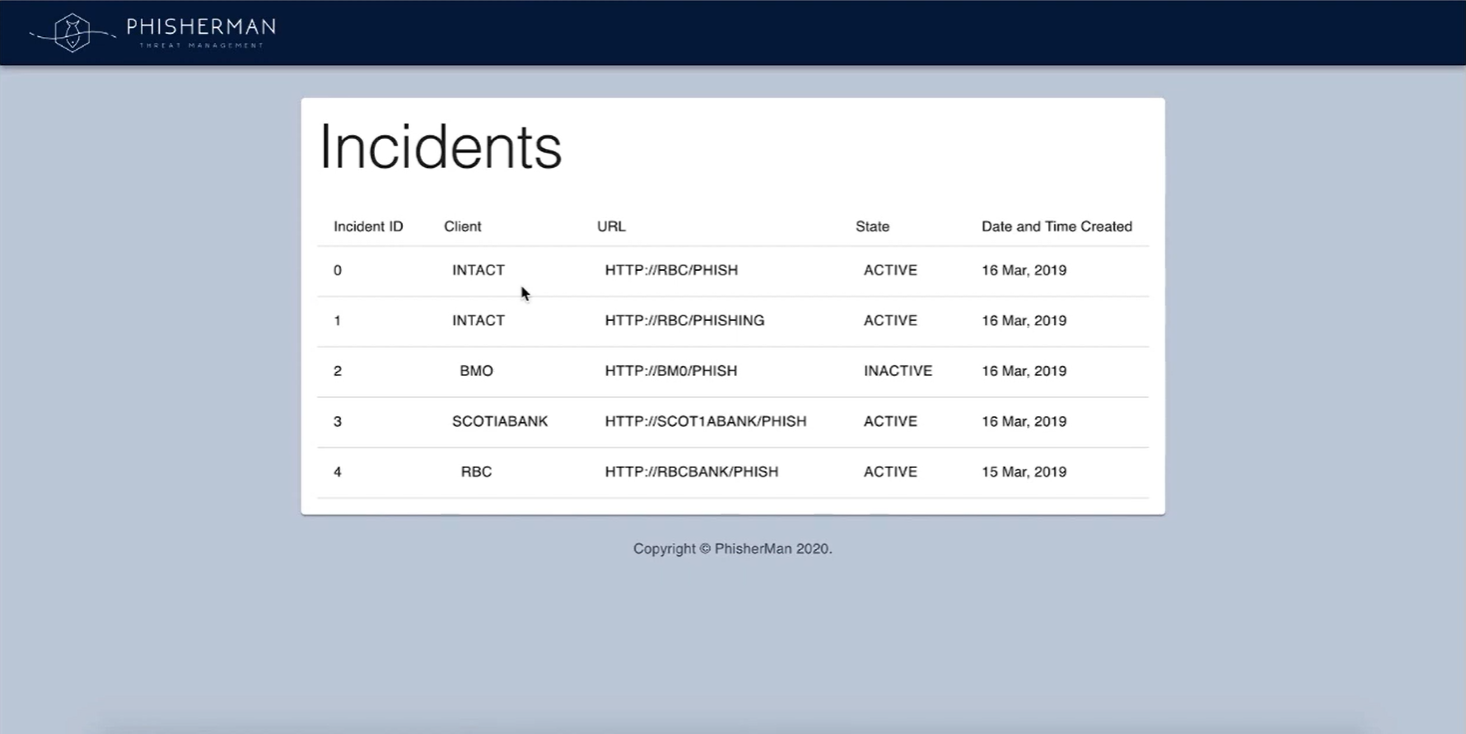 PHISHERMAN
THREAT MANAGEMENT
Incidents
Incident ID Client URL State Date and Time Created
0 INTACT HTTP://RBC/PHISH ACTIVE 16 Mar, 2019
1 INTACT HTTP://RBC/PHISHING ACTIVE 16 Mar, 2019
2 BMO HTTP://BM0/PHISH INACTIVE 16 Mar, 2019
3 SCOTIABANK HTTP://SCOT1ABANK/PHISH ACTIVE 16 Mar, 2019
4 RBC HTTP://RBCBANK/PHISH ACTIVE 15 Mar, 2019
Copyright © PhisherMan 2020.